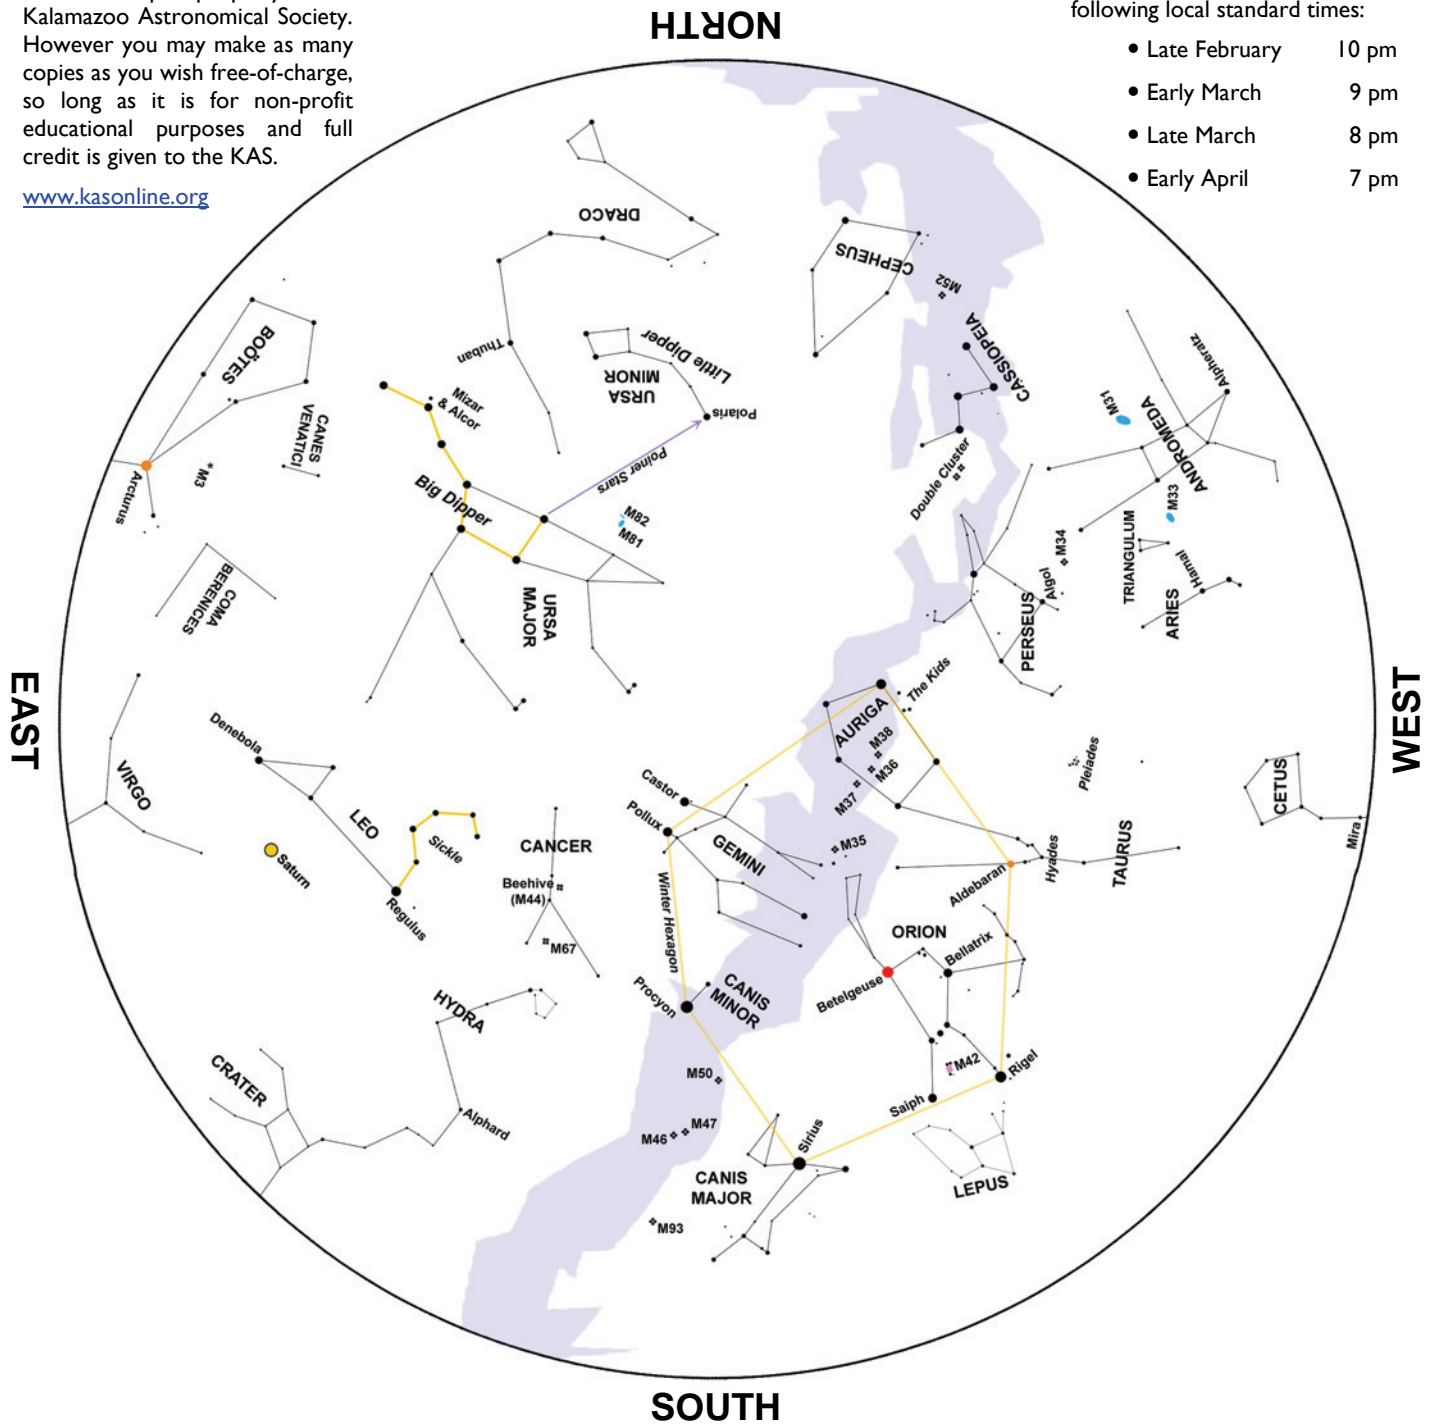 Kalamazoo Astronomical Society.
However you may make as many
copies as you wish free-of-charge,
so long as it is for non-profit
educational purposes and full
credit is given to the KAS.
www.kasonline.org
following local standard times:
• Late February 10 pm
• Early March 9 pm
• Late March 8 pm
• Early April 7 pm
NORTH
DRACO
CEPHEUS
M52
CASSIOPEIA
Thuban
Little Dipper
URSA
MINOR
Polaris
BOÖTES
Mizar
& Alcor
CANES
VENATICI
M3
Arcturus
Big Dipper
Poiner Stars
M82
M81
Double Cluster
M31
Alpheratz
ANDROMEDA
M33
M34
Algol
TRIANGULUM
Hamal
ARIES
PERSEUS
COMA
BERENICES
URSA
MAJOR
EAST
WEST
The Kids
AURIGA
M38
M36
M37
Pleiades
Denebola
VIRGO
LEO
Sickle
Saturn
Regulus
Castor
Pollux
GEMINI
M35
CANCER
Beehive
(M44)
M67
Winter Hexagon
CETUS
Mira
TAURUS
Hyades
Aldebaran
ORION
Bellatrix
Betelgeuse
Procyon
CANIS
MINOR
HYDRA
CRATER
Alphard
M50
M42
Rigel
Saiph
M47
M46
Sirius
CANIS
MAJOR
LEPUS
M93
SOUTH